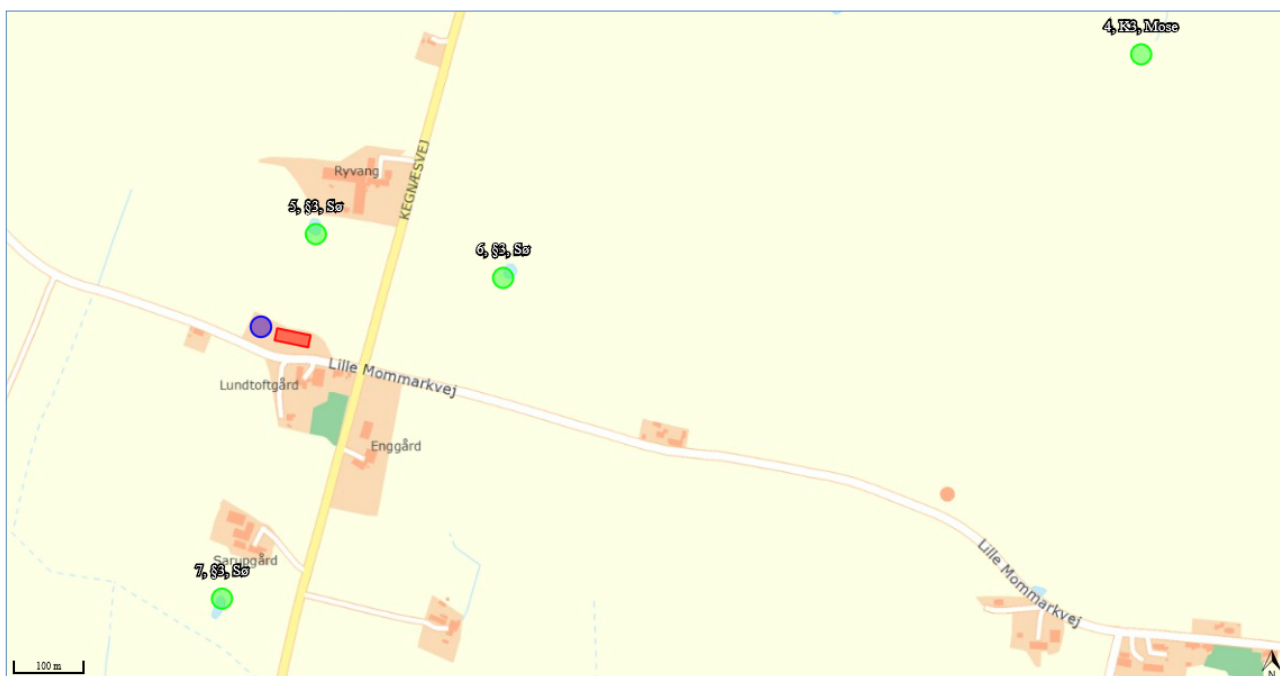 4, K3, Mose
Ryvang
KEGNÆSVEJ
5, §3, Sø
6, §3, Sø
Lille Mommarkvej
Lundtoftgård
Enggård
Sarupgård
7, §3, Sø
Lille Mommarkvej
100 m
N